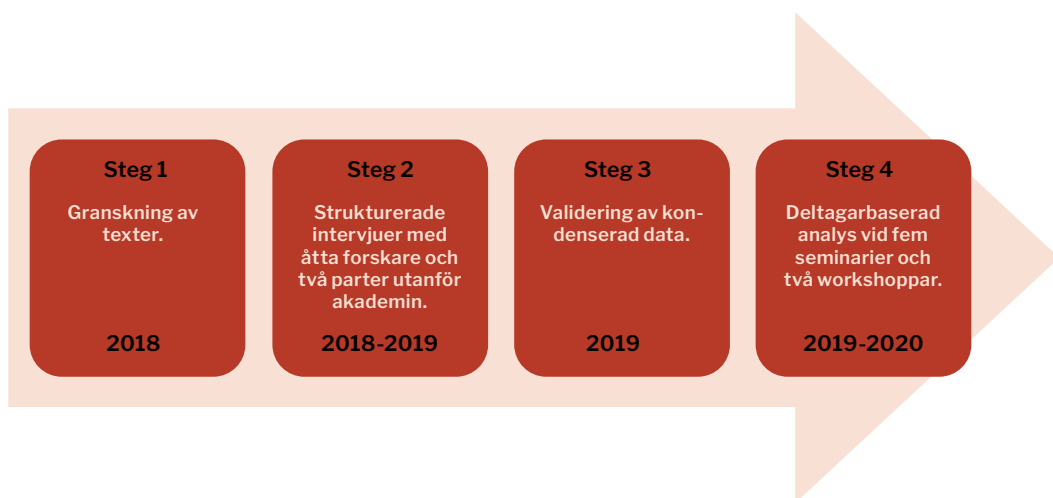 Steg 1
Granskning av
texter.
2018
Steg 2
Strukturerade
intervjuer med
åtta forskare och
två parter utanför
akademin.
2018-2019
Steg 3
Validering av kon-
denserad data.
2019
Steg 4
Deltagarbaserad
analys vid fem
seminarier och
två workshoppar.
2019-2020